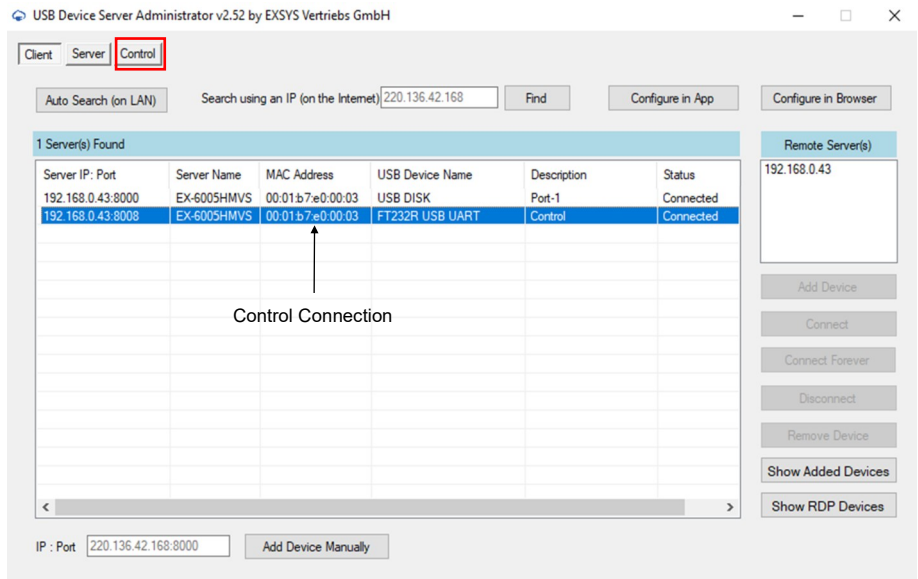 USB Device Server Administrator v2.52 by EXSYS Vertriebs GmbH
Client Server Control
Auto Search (on LAN) Search using an IP (on the Internet) 220.136.42.168 Find Configure in App Configure in Browser
1 Server(s) Found Remote Server(s)
Server IP: Port Server Name MAC Address USB Device Name Description Status 192.168.0.43
192.168.0.43:8000 EX-6005HMVS 00:01:b7:e0:00:03 USB DISK Port-1 Connected
192.168.0.43:8008 EX-6005HMVS 00:01:b7:e0:00:03 FT232R USB UART Control Connected
Add Device
Control Connection
Connect
Connect Forever
Disconnect
Remove Device
Show Added Devices
Show RDP Devices
IP : Port 220.136.42.168:8000 Add Device Manually